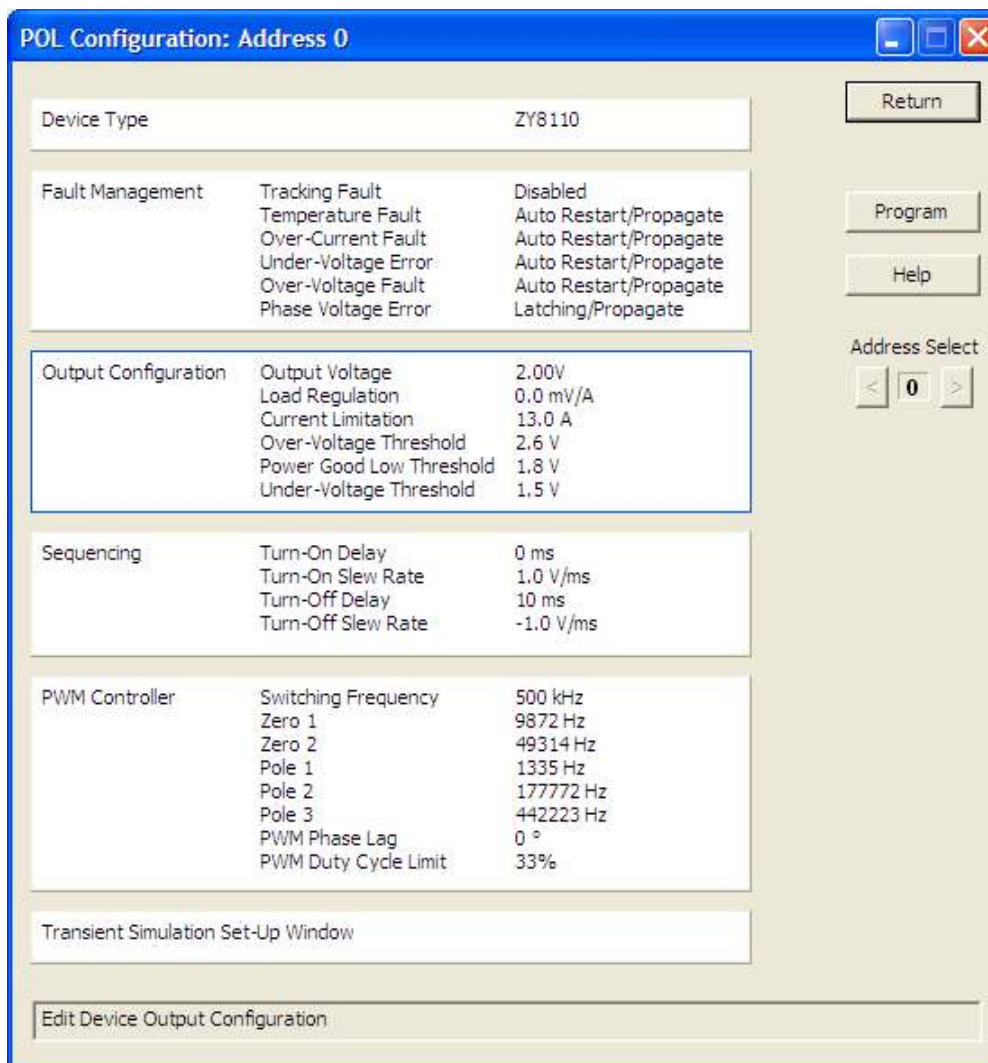 POL Configuration: Address 0
Return
Device Type ZY8110
Fault Management Tracking Fault Disabled
Temperature Fault Auto Restart/Propagate
Program
Over-Current Fault Auto Restart/Propagate
Under-Voltage Error Auto Restart/Propagate
Help
Over-Voltage Fault Auto Restart/Propagate
Phase Voltage Error Latching/Propagate
Address Select
< 0 >
Output Configuration Output Voltage 2.00V
Load Regulation 0.0 mV/A
Current Limitation 13.0 A
Over-Voltage Threshold 2.6 V
Power Good Low Threshold 1.8 V
Under-Voltage Threshold 1.5 V
Sequencing Turn-On Delay 0 ms
Turn-On Slew Rate 1.0 V/ms
Turn-Off Delay 10 ms
Turn-Off Slew Rate -1.0 V/ms
PWM Controller Switching Frequency 500 kHz
Zero 1 9872 Hz
Zero 2 49314 Hz
Pole 1 1335 Hz
Pole 2 177772 Hz
Pole 3 442223 Hz
PWM Phase Lag 0 °
PWM Duty Cycle Limit 33%
Transient Simulation Set-Up Window
Edit Device Output Configuration